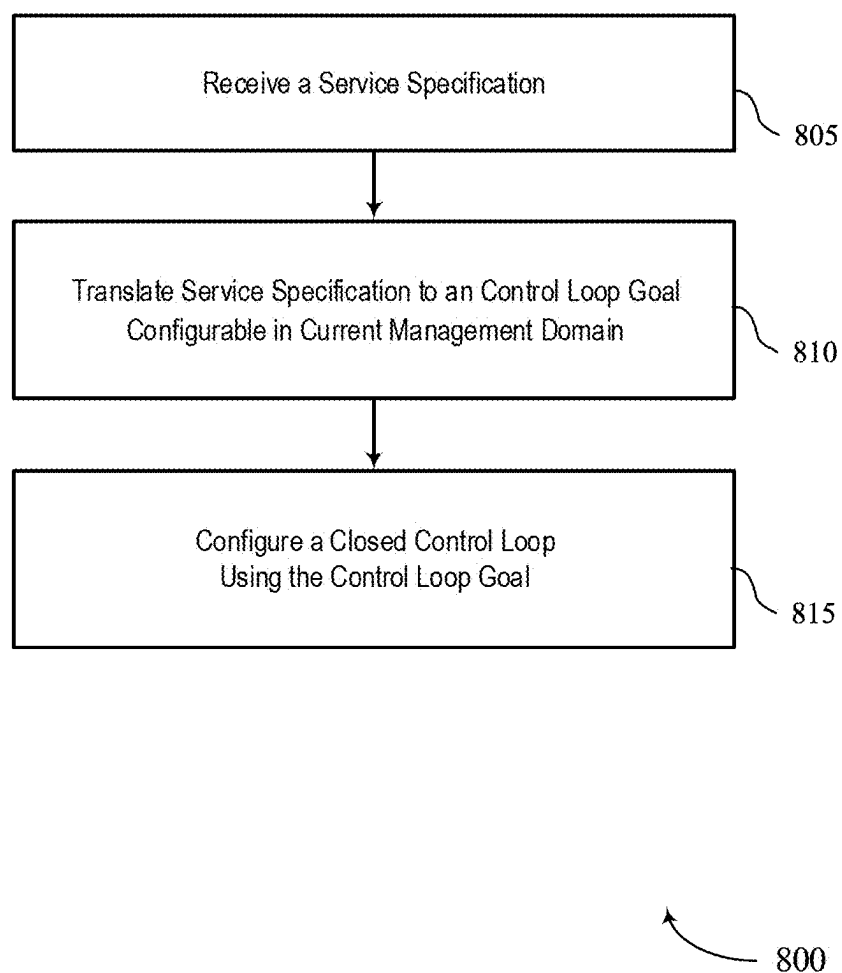 Receive a Service Specification
805
Translate Service Specification to an Control Loop Goal
Configurable in Current Management Domain
810
Configure a Closed Control Loop
Using the Control Loop Goal
815
800